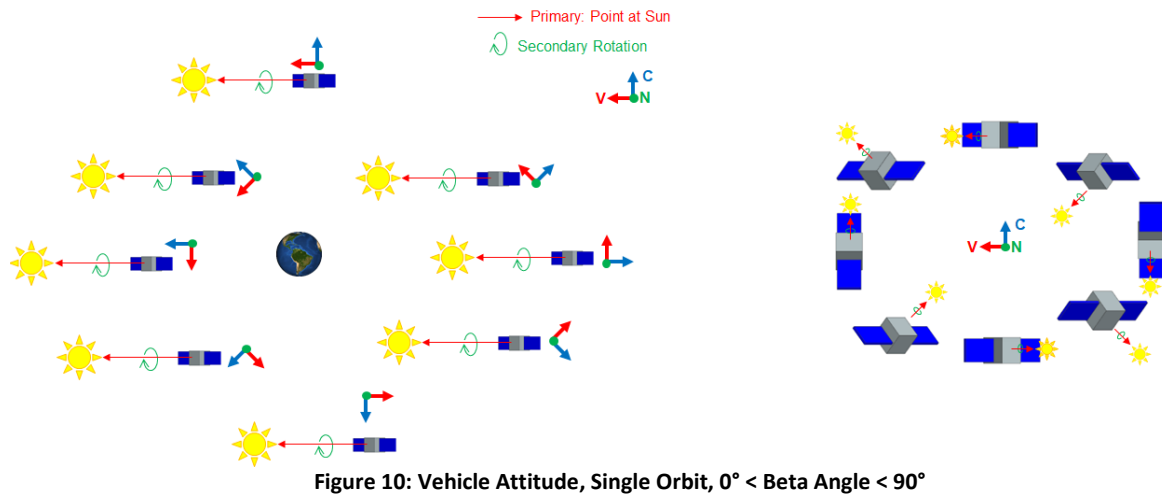 Primary: Point at Sun
Secondary Rotation
C
V N
C
V N
Figure 10: Vehicle Attitude, Single Orbit, 0° < Beta Angle < 90°